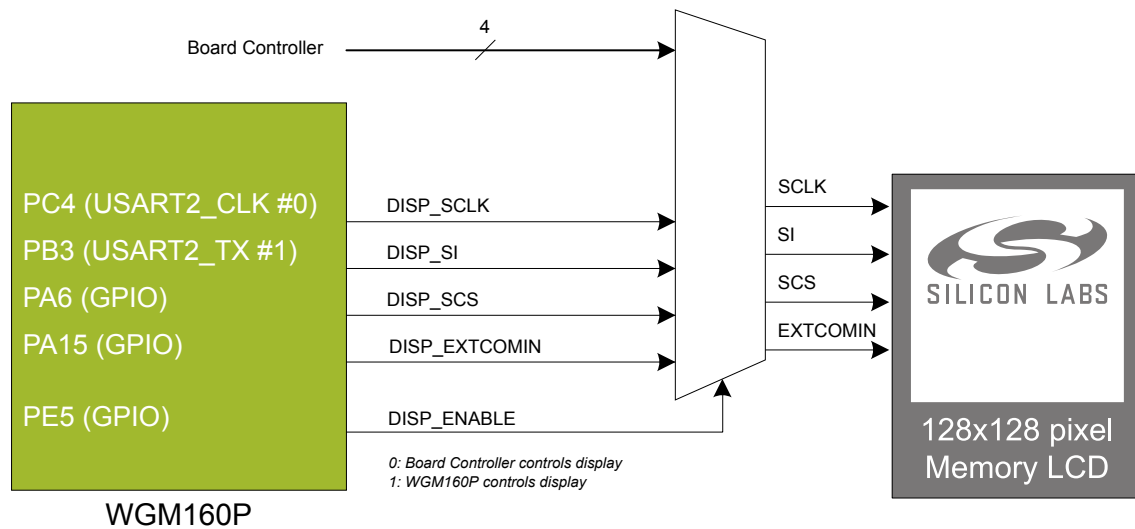 4
Board Controller
PC4 (USART2_CLK #0)
PB3 (USART2_TX #1)
PA6 (GPIO)
PA15 (GPIO)
PE5 (GPIO)
WGM160P
DISP_SCLK
DISP_SI
DISP_SCS
DISP_EXTCOMIN
DISP_ENABLE
0: Board Controller controls display
1: WGM160P controls display
SCLK
SI
SCS
EXTCOMIN
SILICON LABS
128x128 pixel
Memory LCD